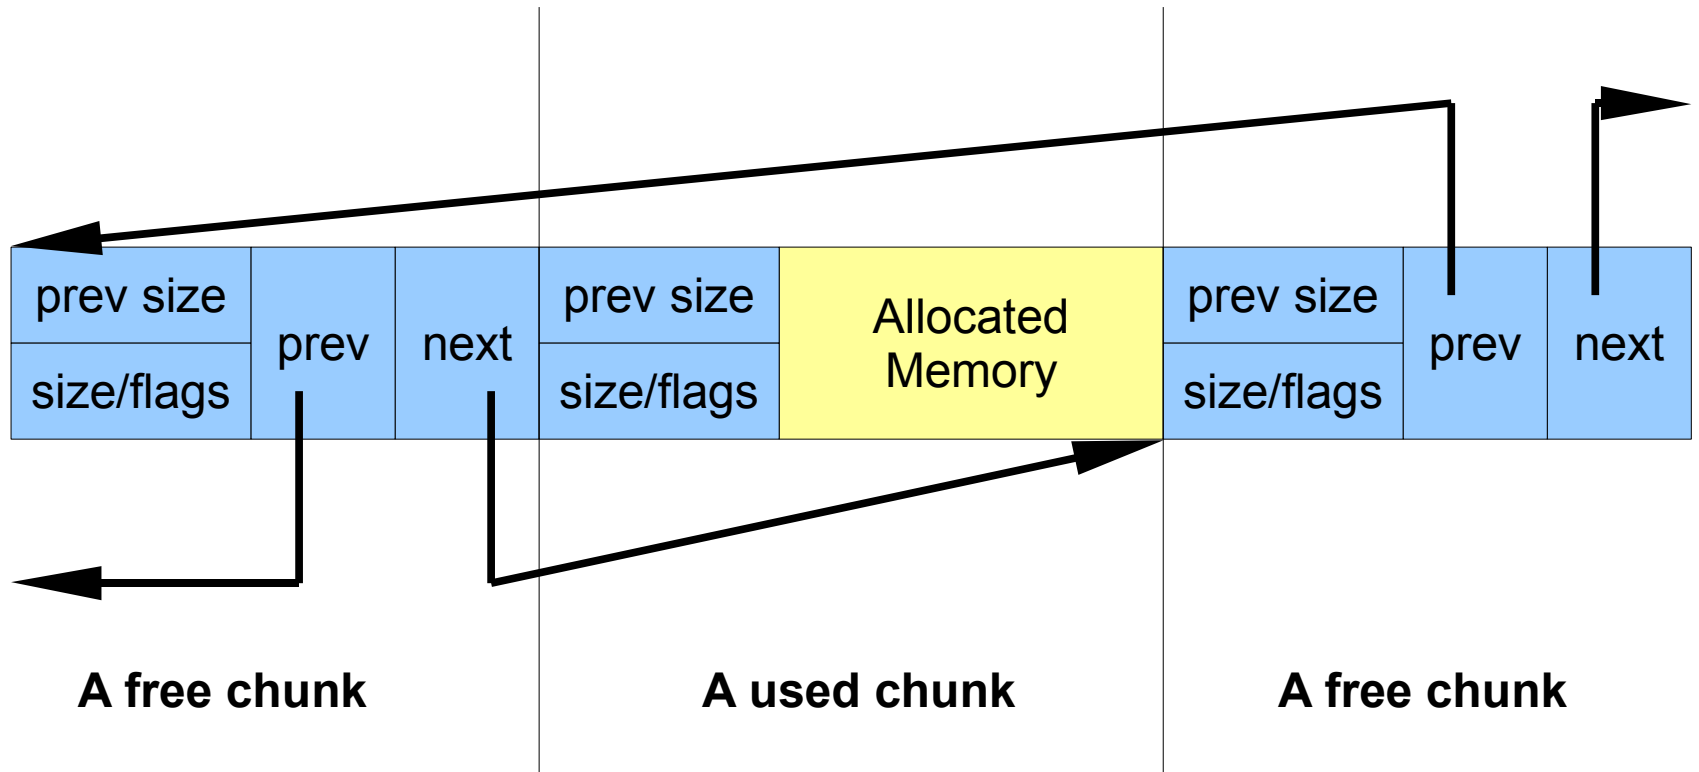 prev size
size/flags
prev
next
prev size
size/flags
Allocated
Memory
prev size
size/flags
prev
next
A free chunk
A used chunk
A free chunk